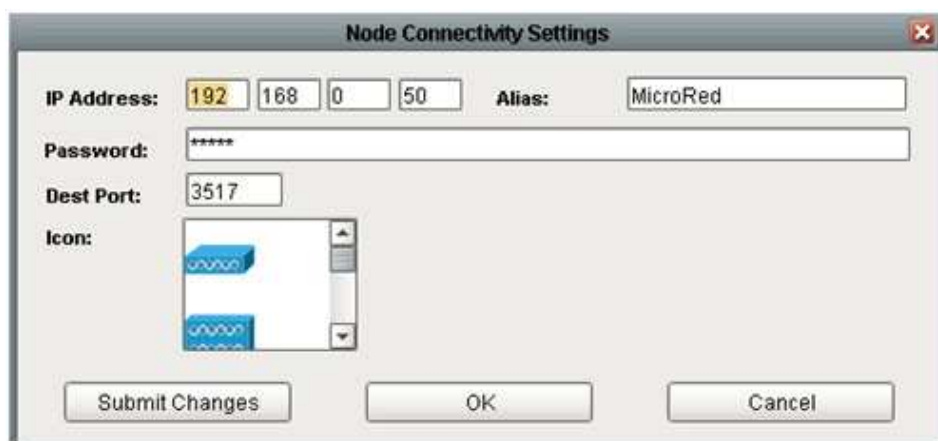 Node Connectivity Settings
IP Address: 192 168 0 50 Alias: MicroRed
Password: *****
Dest Port: 3517
Icon:
Submit Changes OK Cancel